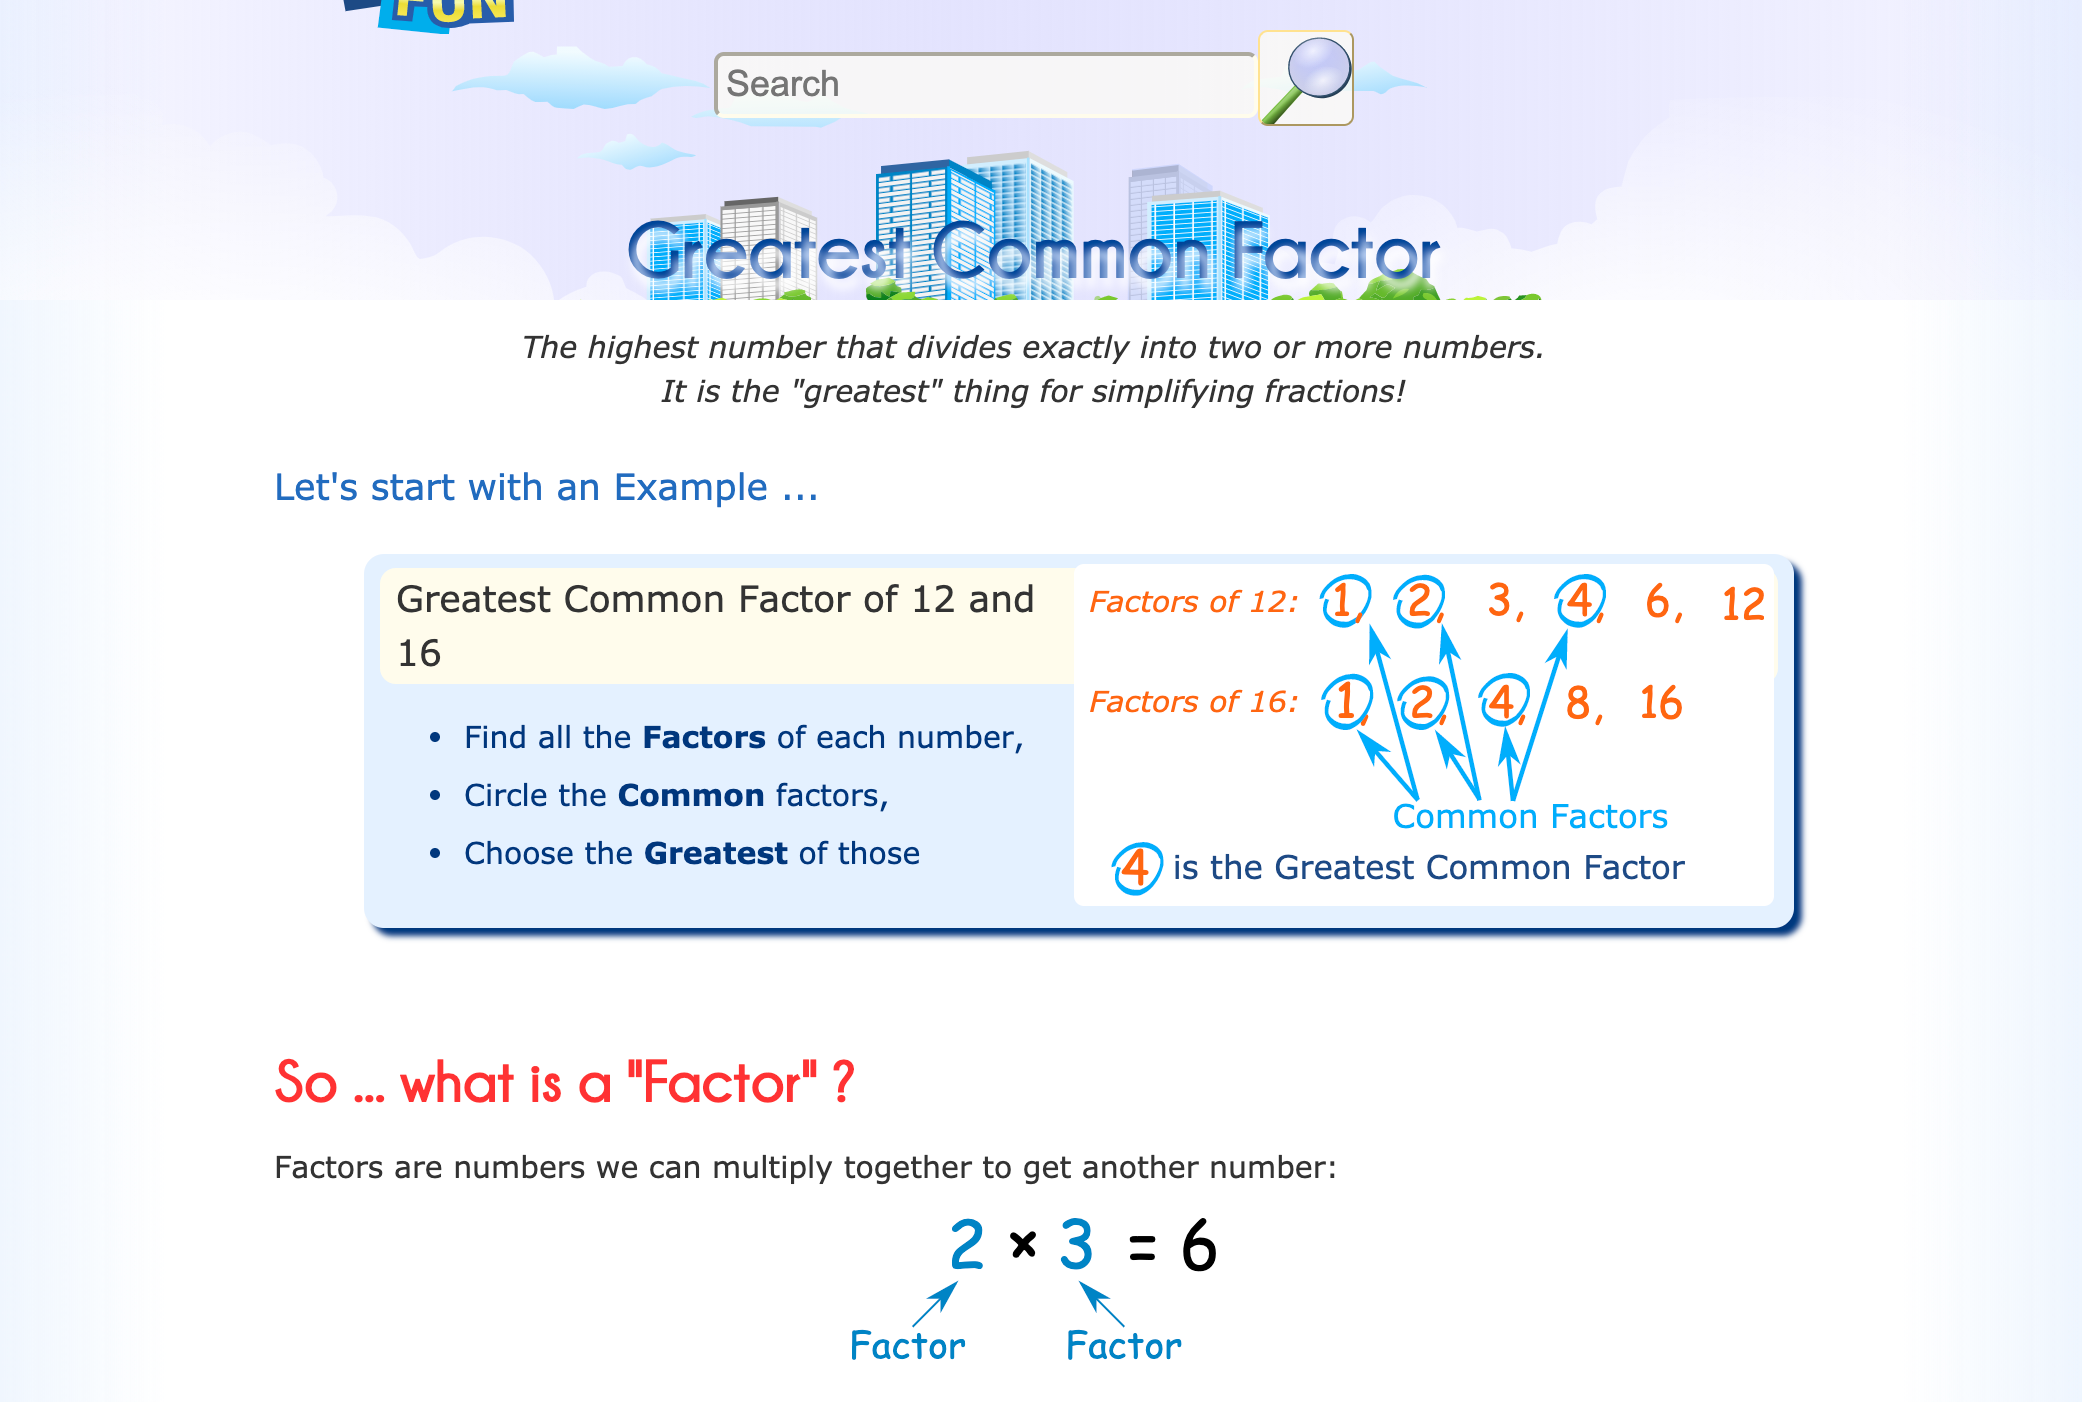 FUN
Search
Greatest Common Factor
The highest number that divides exactly into two or more numbers.
It is the "greatest" thing for simplifying fractions!
Let's start with an Example ...
Greatest Common Factor of 12 and
16
• Find all the Factors of each number,
• Circle the Common factors,
• Choose the Greatest of those
Factors of 12: 1, 2, 3, 4, 6, 12
Factors of 16: 1, 2, 4, 8, 16
Common Factors
4 is the Greatest Common Factor
So ... what is a "Factor" ?
Factors are numbers we can multiply together to get another number:
2 × 3 = 6
Factor Factor